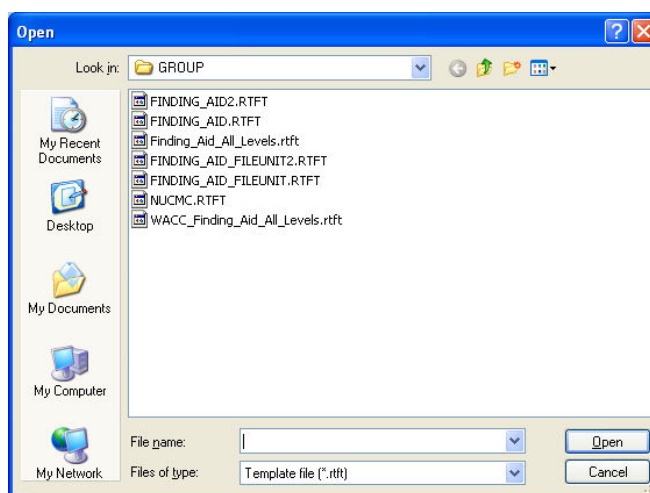 Open
Look in: GROUP
FINDING_AID2.RTFT
FINDING_AID.RTFT
Finding_Aid_All_Levels.rtft
FINDING_AID_FILEUNIT2.RTFT
FINDING_AID_FILEUNIT.RTFT
NUCMC.RTFT
WACC_Finding_Aid_All_Levels.rtft
My Recent
Documents
Desktop
My Documents
My Computer
My Network
File name:
Open
Files of type: Template file (*.rtft)
Cancel